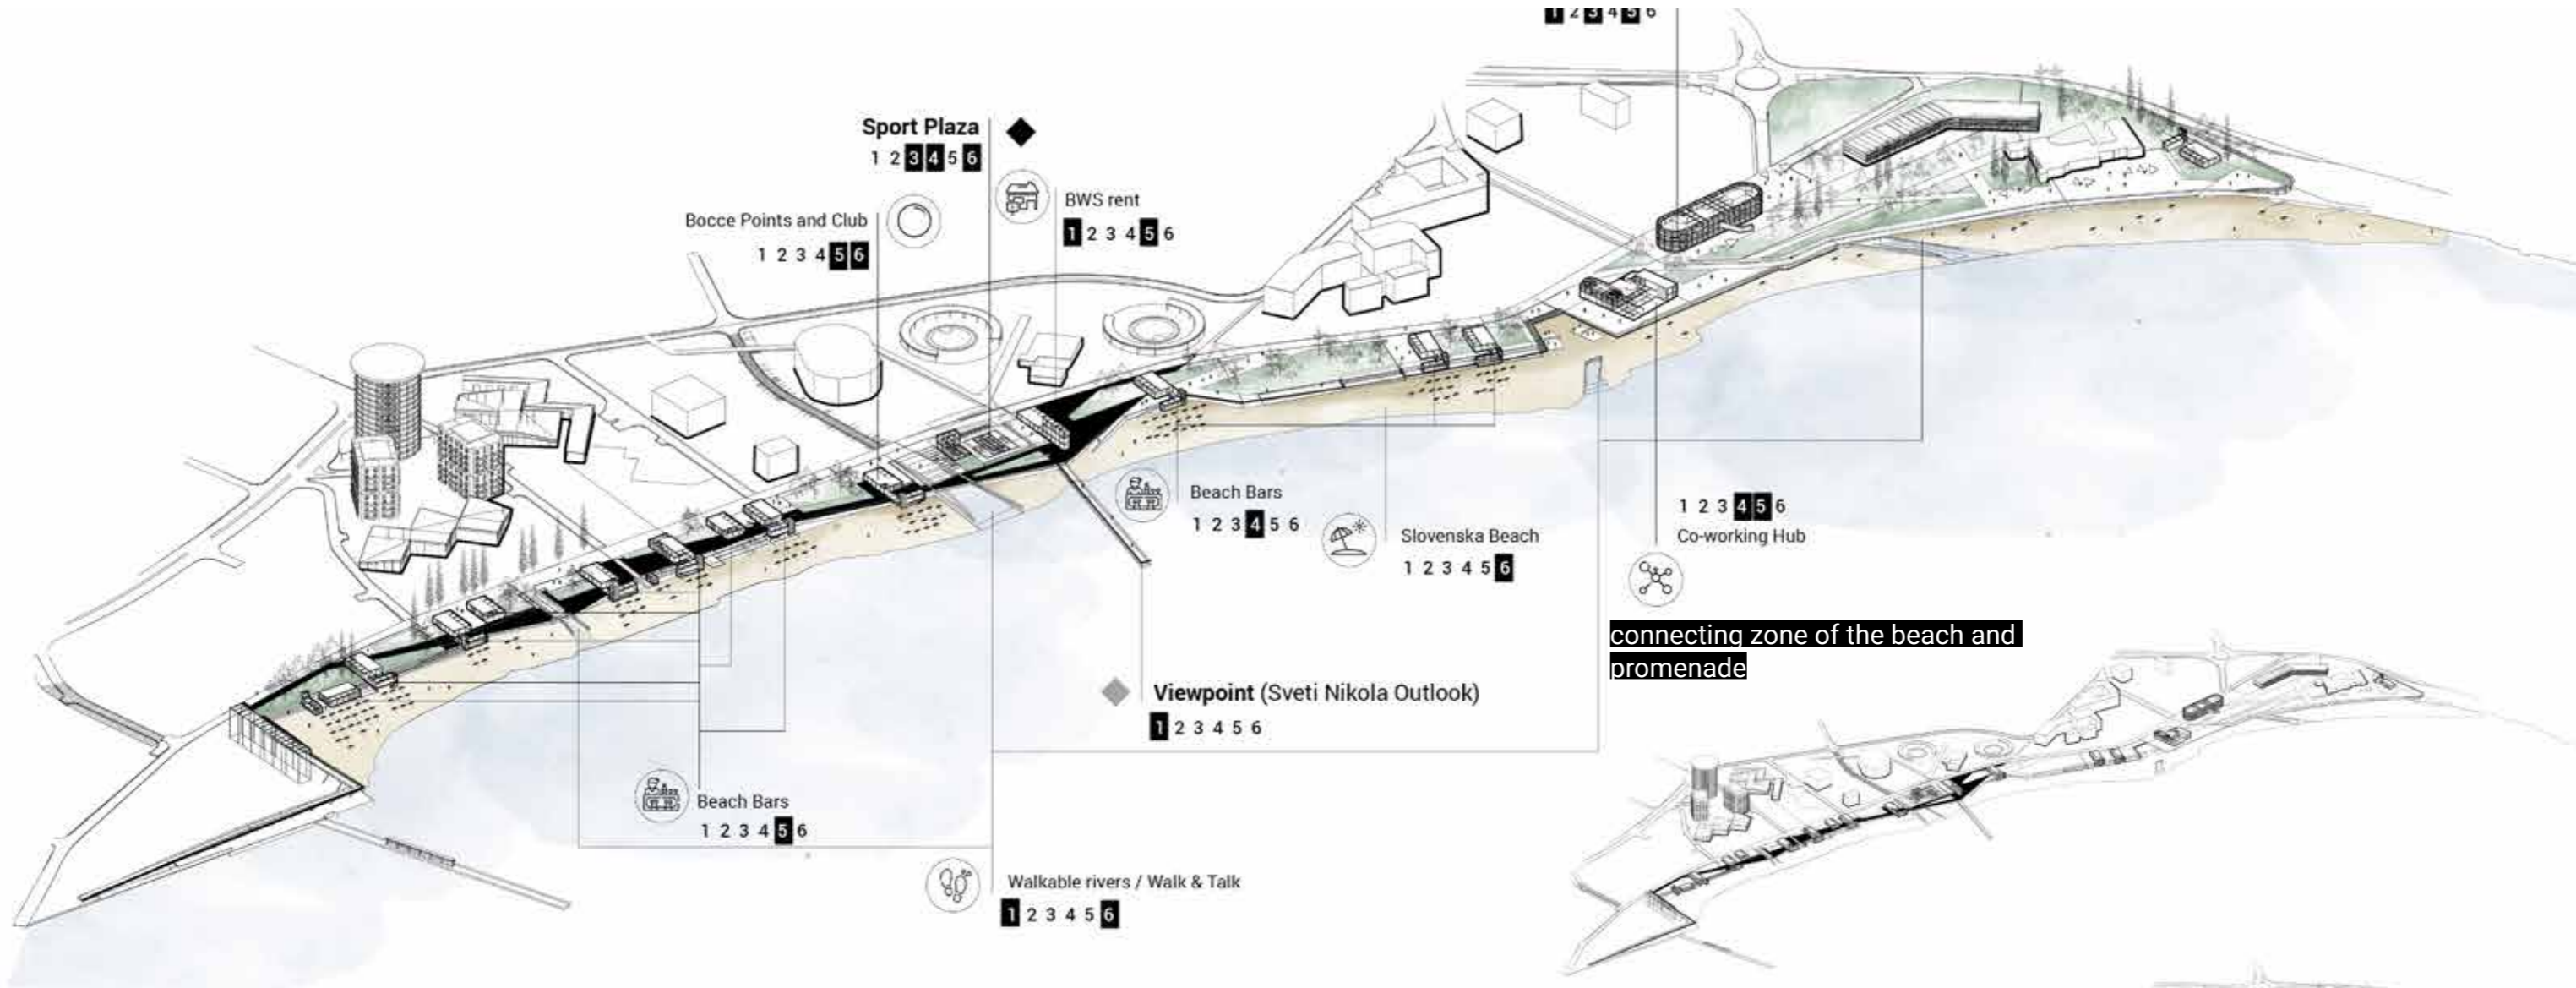 1 2 3 4 5 6
Sport Plaza
1 2 3 4 5 6
BWS rent
1 2 3 4 5 6
Bocce Points and Club
1 2 3 4 5 6
Beach Bars
1 2 3 4 5 6
Slovenska Beach
1 2 3 4 5 6
1 2 3 4 5 6
Co-working Hub
connecting zone of the beach and
promenade
Viewpoint (Sveti Nikola Outlook)
1 2 3 4 5 6
Beach Bars
1 2 3 4 5 6
Walkable rivers / Walk & Talk
1 2 3 4 5 6